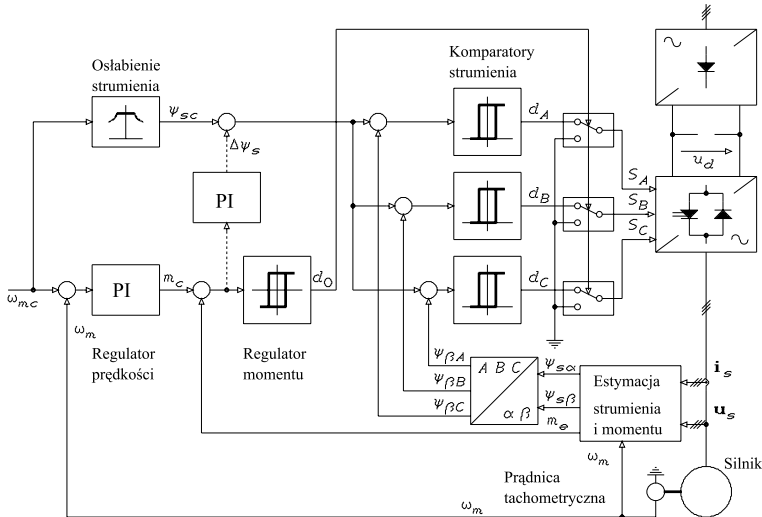 Osłabienie
strumienia
Komparatory
strumienia
ψsc
Δψs
PI
dA
dB
dC
SA
SB
SC
ud
ωmc
PI
mc
d0
ωm
Regulator
prędkości
Regulator
momentu
ψβA
ψβB
ψβC
A B C
α β
ψsα
ψsβ
me
Estymacja
strumienia
i momentu
is
us
ωm
Prądnica
tachometryczna
Silnik
ωm